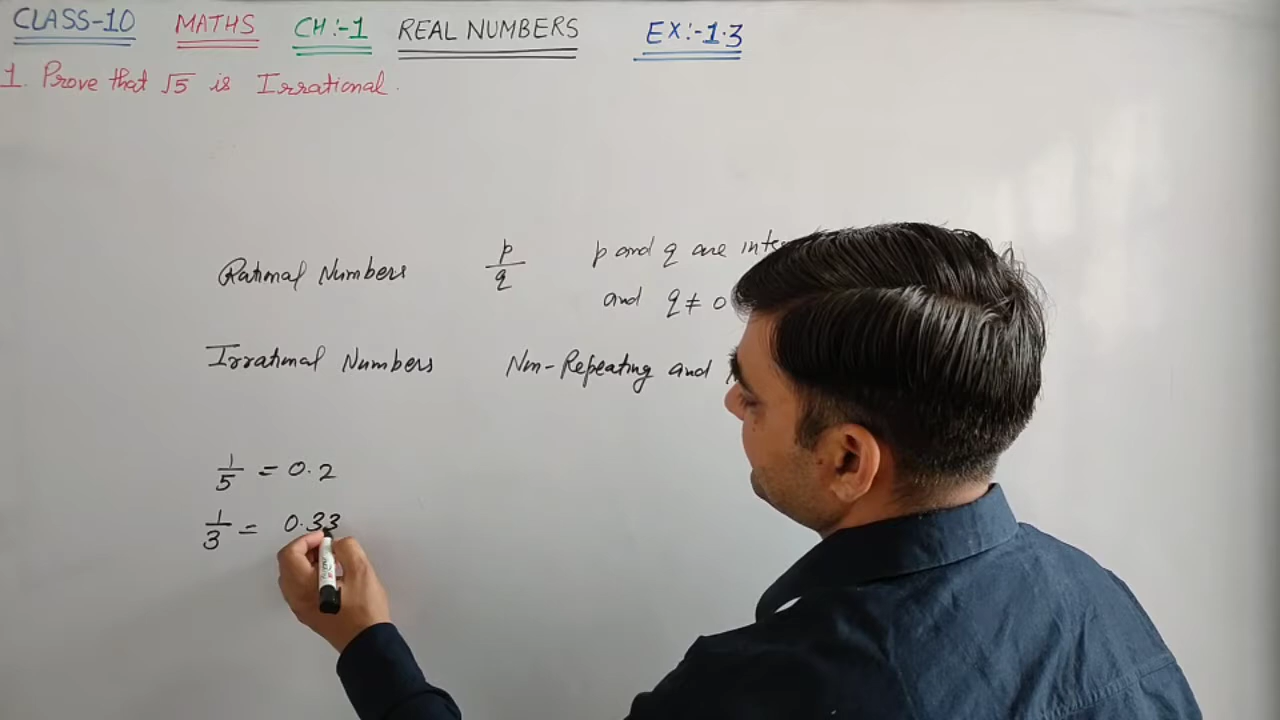 CLASS-10 MATHS CH:-1 REAL NUMBERS EX:-1.3
1. Prove that √5 is Irrational.
Rational Numbers p/q p and q are
and q ≠ 0
Irrational Numbers Non-Repeating and
1/5 = 0.2
1/3 = 0.33